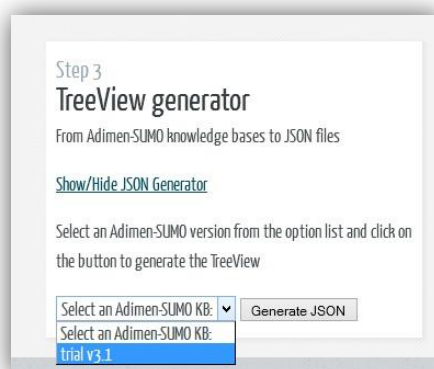 Step 3
TreeView generator
From Adimen-SUMO knowledge bases to JSON files
Show/Hide JSON Generator
Select an Adimen-SUMO version from the option list and click on
the button to generate the TreeView
Select an Adimen-SUMO KB: Generate JSON
Select an Adimen-SUMO KB:
trial v3.1